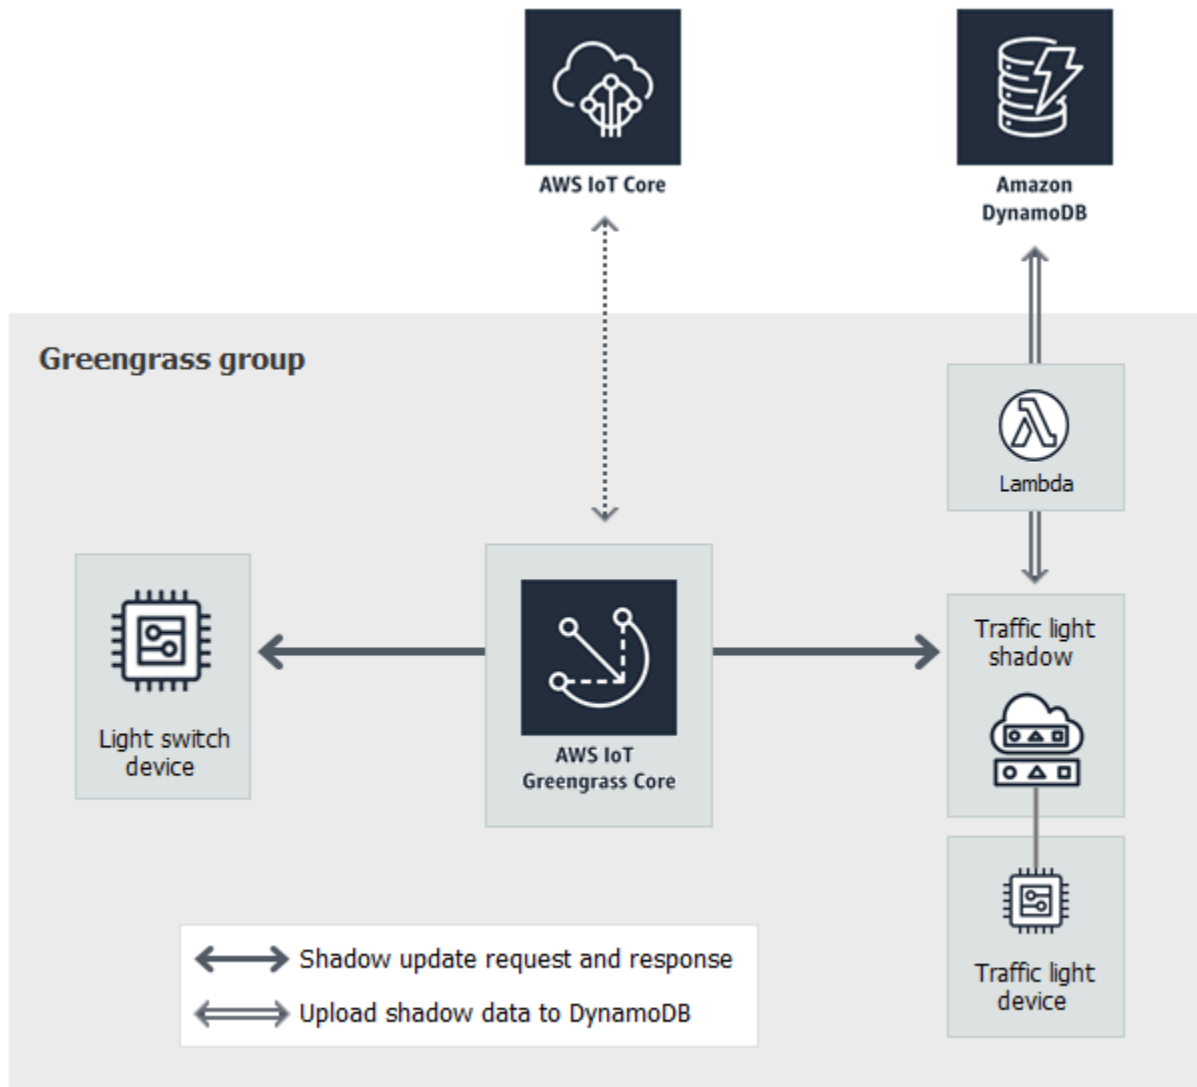 AWS IoT Core
Amazon
DynamoDB
Greengrass group
Lambda
Light switch
device
AWS IoT
Greengrass Core
Traffic light
shadow
Traffic light
device
Shadow update request and response
Upload shadow data to DynamoDB